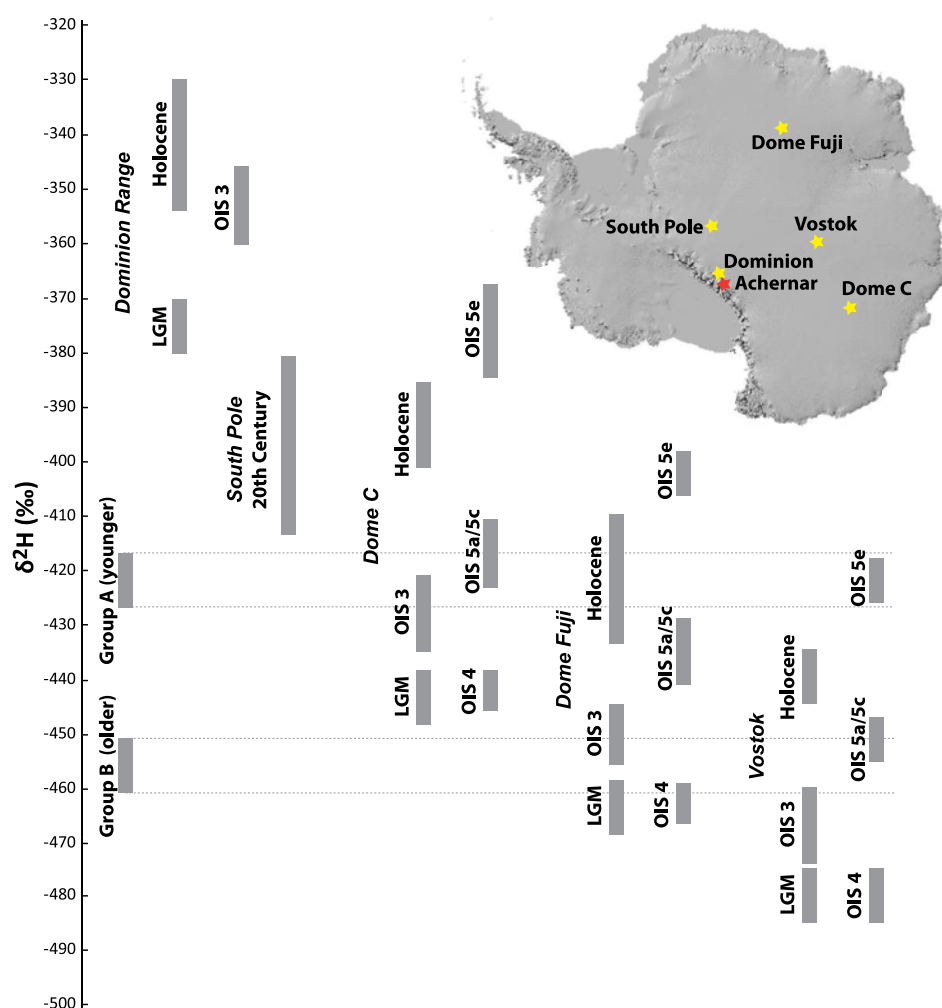 δ²H (‰)
-320
-330
-340
-350
-360
-370
-380
-390
-400
-410
-420
-430
-440
-450
-460
-470
-480
-490
-500
Group A (younger)
Group B (older)
Dominion Range
Holocene
LGM
OIS 3
South Pole
20th Century
Dome C
Holocene
OIS 3
LGM
OIS 5e
OIS 5a/5c
OIS 4
Dome Fuji
Holocene
OIS 3
LGM
OIS 5e
OIS 5a/5c
OIS 4
Vostok
Holocene
OIS 3
LGM
OIS 5e
OIS 5a/5c
OIS 4
Dome Fuji
South Pole
Vostok
Dominion
Achernar
Dome C